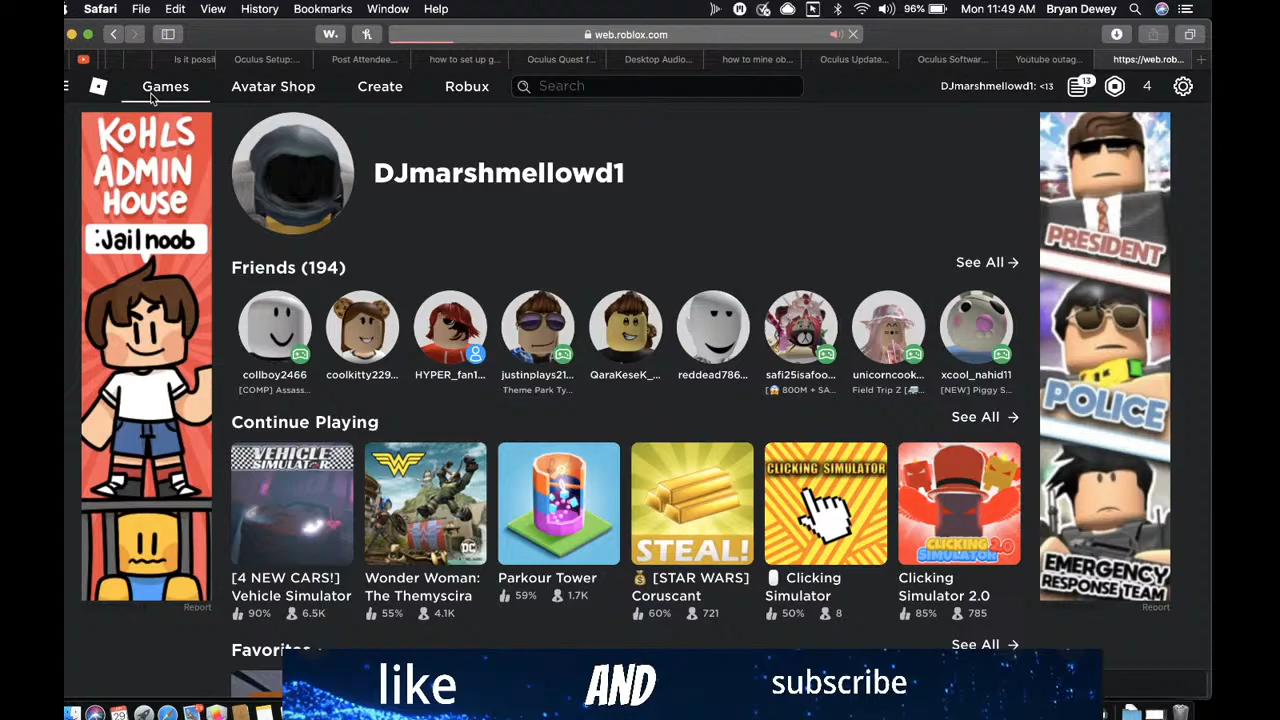 Safari File Edit View History Bookmarks Window Help 96% Mon 11:49 AM Bryan Dewey
W. web.roblox.com
Is it possi Oculus Setup:... Post Attendee... how to set up g... Oculus Quest f... Desktop Audio... how to mine ob... Oculus Update... Oculus Softwar... Youtube outag... https://web.rob...
Games Avatar Shop Create Robux Search DJmarshmellowd1: <13 13 4
KOHLS
ADMIN
HOUSE
:Jail noob
DJmarshmellowd1
PRESIDENT
POLICE
EMERGENCY
RESPONSE TEAM
Friends (194) See All
collboy2466 coolkitty229... HYPER_fan1... justinplays21... QaraKeseK_... reddead786... safi25isafoo... unicorncook... xcool_nahid11
[COMP] Assass... Theme Park Ty... [😱 800M + SA... Field Trip Z [... [NEW] Piggy S...
Continue Playing See All
VEHICLE
SIMULATOR
DC
STEAL!
CLICKING SIMULATOR
CLICKING
SIMULATOR 2.0
[4 NEW CARS!] Wonder Woman: Parkour Tower 💰 [STAR WARS] Clicking Clicking
Vehicle Simulator The Themyscira Coruscant Simulator Simulator 2.0
90% 6.5K 55% 4.1K 59% 1.7K 60% 721 50% 8 85% 785
Report Report
Favorites See All
like AND subscribe